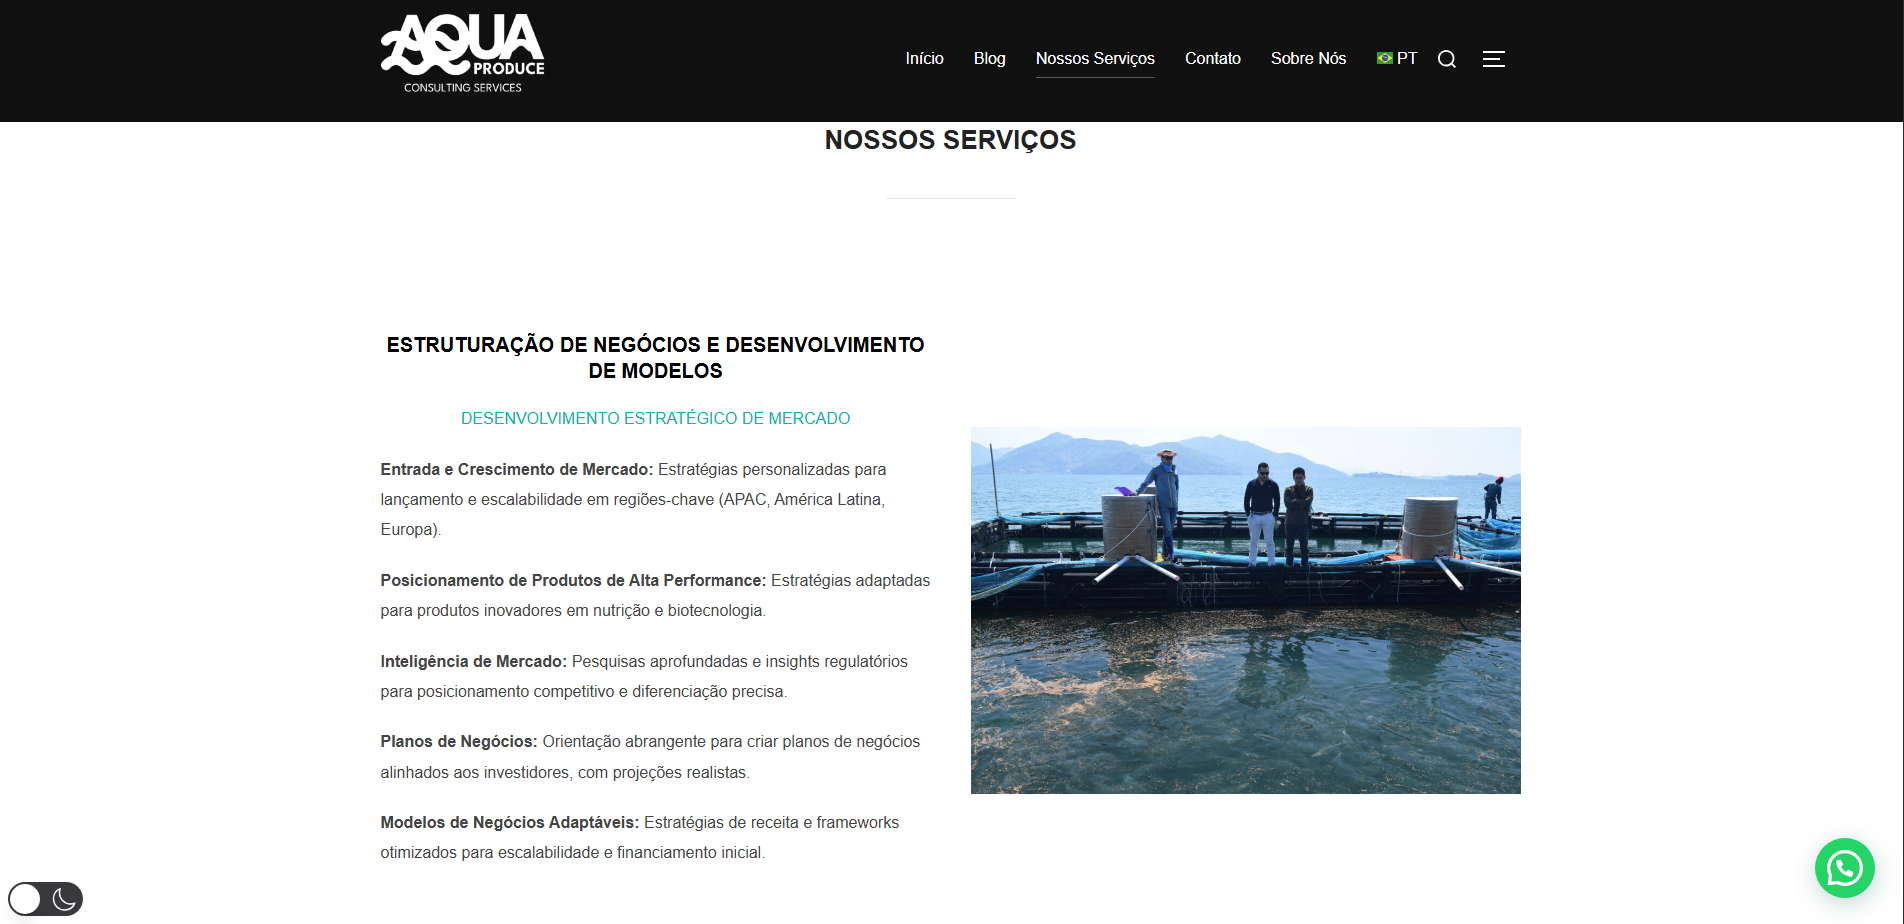 AQUA
PRODUCE
CONSULTING SERVICES
Início
Blog
Nossos Serviços
Contato
Sobre Nós
PT
NOSSOS SERVIÇOS
ESTRUTURAÇÃO DE NEGÓCIOS E DESENVOLVIMENTO
DE MODELOS
DESENVOLVIMENTO ESTRATÉGICO DE MERCADO
Entrada e Crescimento de Mercado: Estratégias personalizadas para
lançamento e escalabilidade em regiões-chave (APAC, América Latina,
Europa).
Posicionamento de Produtos de Alta Performance: Estratégias adaptadas
para produtos inovadores em nutrição e biotecnologia.
Inteligência de Mercado: Pesquisas aprofundadas e insights regulatórios
para posicionamento competitivo e diferenciação precisa.
Planos de Negócios: Orientação abrangente para criar planos de negócios
alinhados aos investidores, com projeções realistas.
Modelos de Negócios Adaptáveis: Estratégias de receita e frameworks
otimizados para escalabilidade e financiamento inicial.